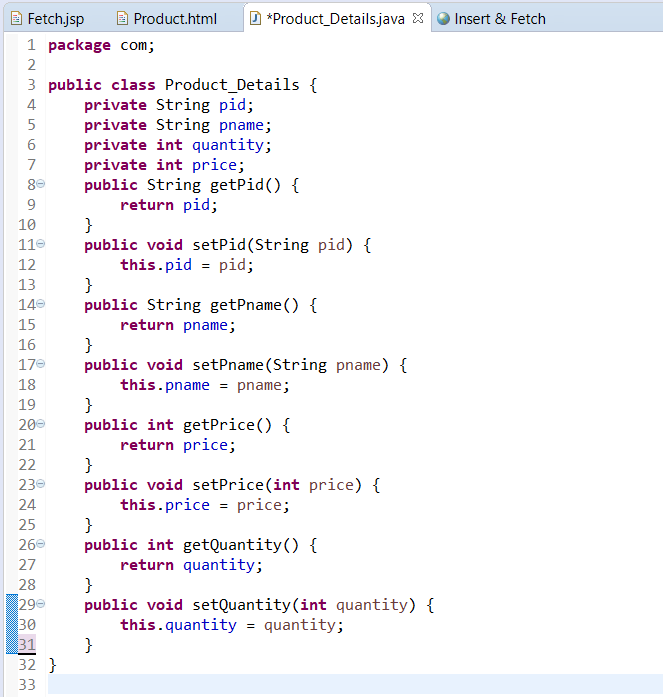 Fetch.jsp Product.html *Product_Details.java Insert & Fetch
1 package com;
2
3 public class Product_Details {
4     private String pid;
5     private String pname;
6     private int quantity;
7     private int price;
8     public String getPid() {
9         return pid;
10     }
11     public void setPid(String pid) {
12         this.pid = pid;
13     }
14     public String getPname() {
15         return pname;
16     }
17     public void setPname(String pname) {
18         this.pname = pname;
19     }
20     public int getPrice() {
21         return price;
22     }
23     public void setPrice(int price) {
24         this.price = price;
25     }
26     public int getQuantity() {
27         return quantity;
28     }
29     public void setQuantity(int quantity) {
30         this.quantity = quantity;
31     }
32 }
33